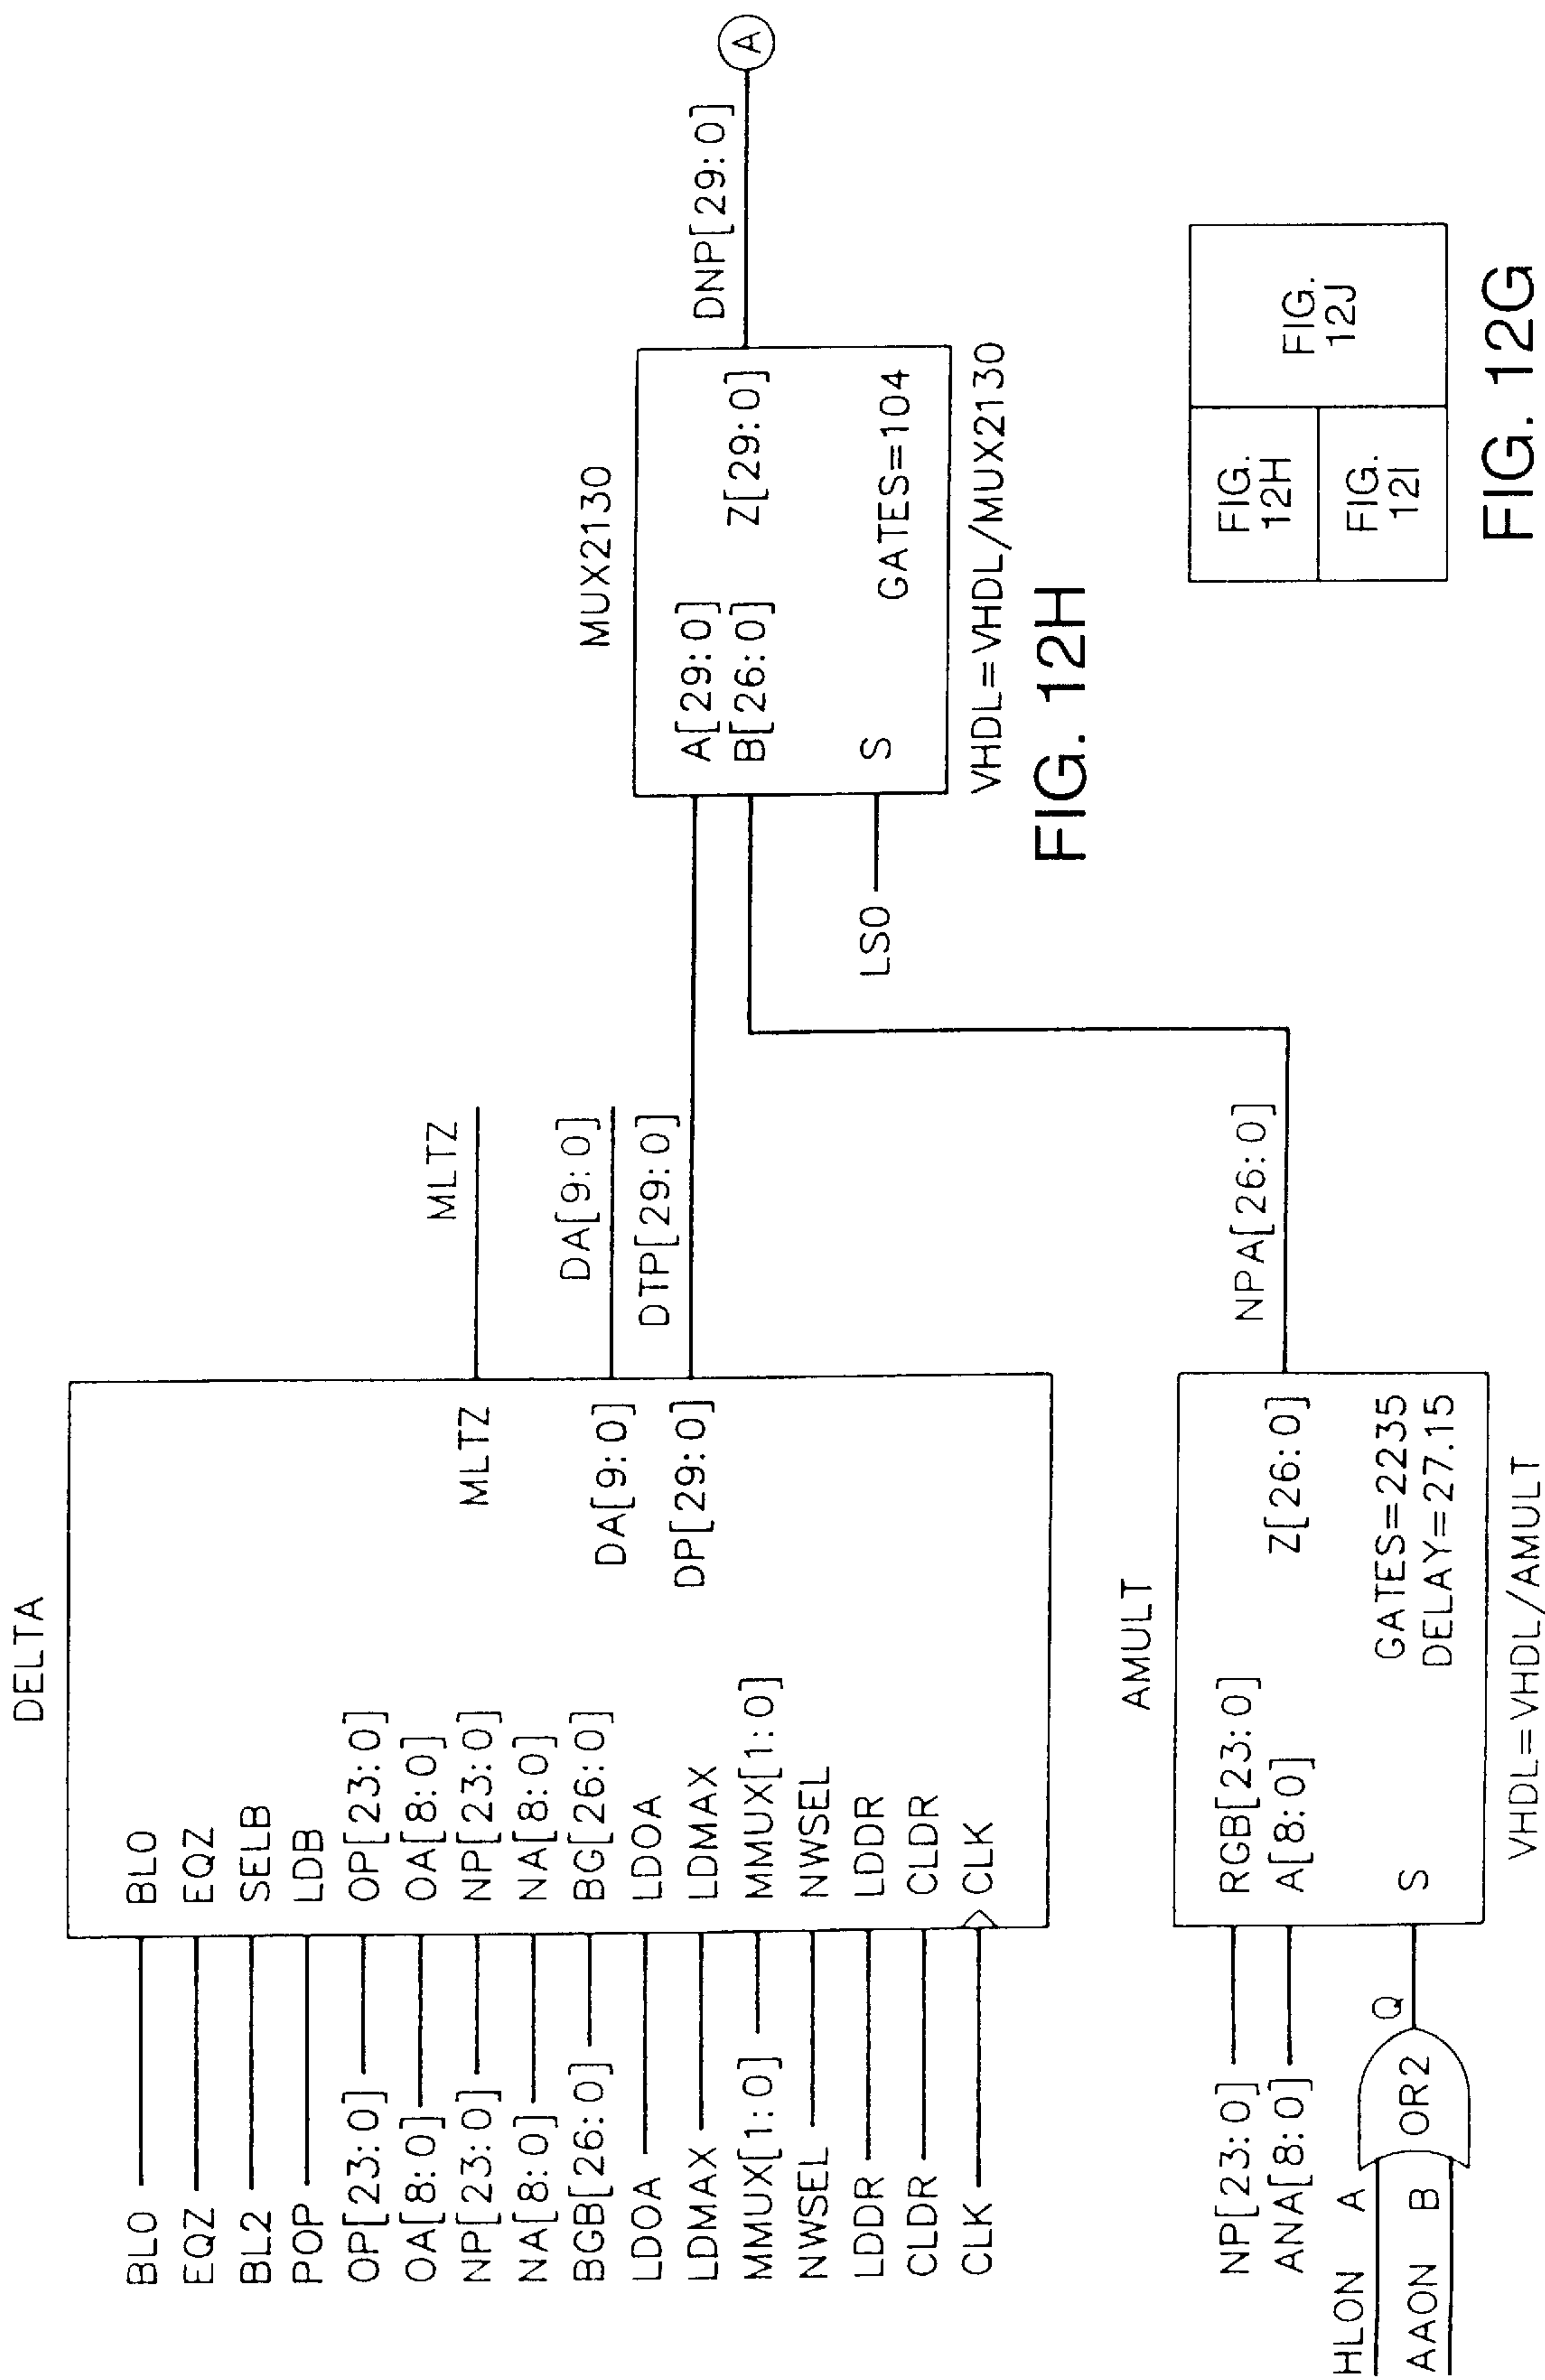 DELTA
BL0
EQZ
BL2
POP
OP[23:0]
OA[8:0]
NP[23:0]
NA[8:0]
BGB[26:0]
LDOA
LDMAX
MMUX[1:0]
NWSEL
LDDR
CLDR
CLK
BL0
EQZ
SELB
LDB
OP[23:0]
OA[8:0]
NP[23:0]
NA[8:0]
BG[26:0]
LDOA
LDMAX
MMUX[1:0]
NWSEL
LDDR
CLDR
CLK
MLTZ
DA[9:0]
DP[29:0]
MLTZ
DA[9:0]
DTP[29:0]
AMULT
NP[23:0]
ANA[8:0]
HLON A
AAON B
OR2
Q
RGB[23:0]
A[8:0]
S
Z[26:0]
GATES=2235
DELAY=27.15
VHDL=VHDL/AMULT
NPA[26:0]
MUX2130
LS0
A[29:0]
B[26:0]
S
Z[29:0]
GATES=104
VHDL=VHDL/MUX2130
DNP[29:0]
A
FIG. 12H
FIG.
12H
FIG.
12I
FIG.
12J
FIG. 12G